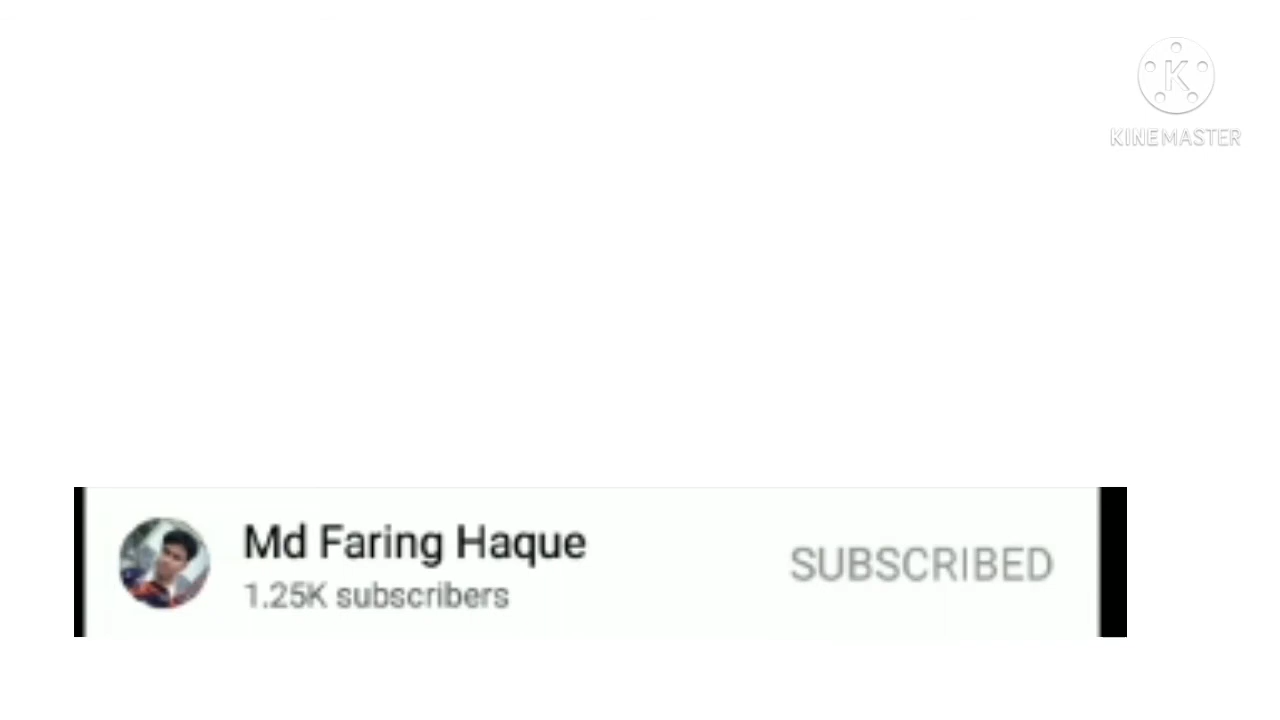 K
KINEMASTER
Md Faring Haque
1.25K subscribers
SUBSCRIBED